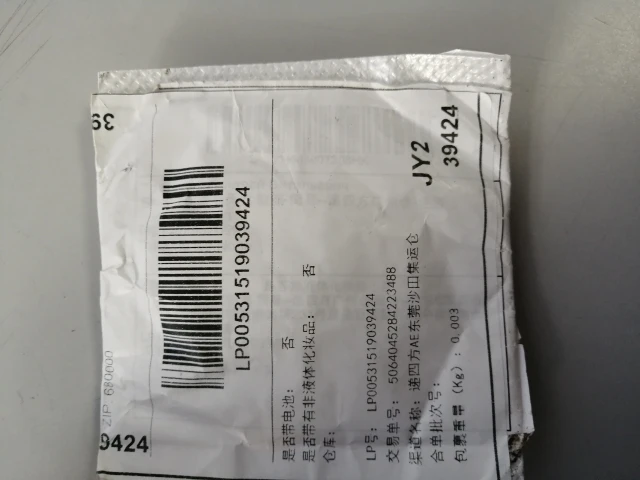 39
JY2
39424
LP00531519039424
是否带电池： 否
是否带有非液体化妆品： 否
仓库：
LP号： LP00531519039424
交易单号： 5064045284223488
渠道名称： 递四方AE东莞沙田集运仓
合单批次号：
包裹重量（Kg）： 0.003
ZIP 680000
9424